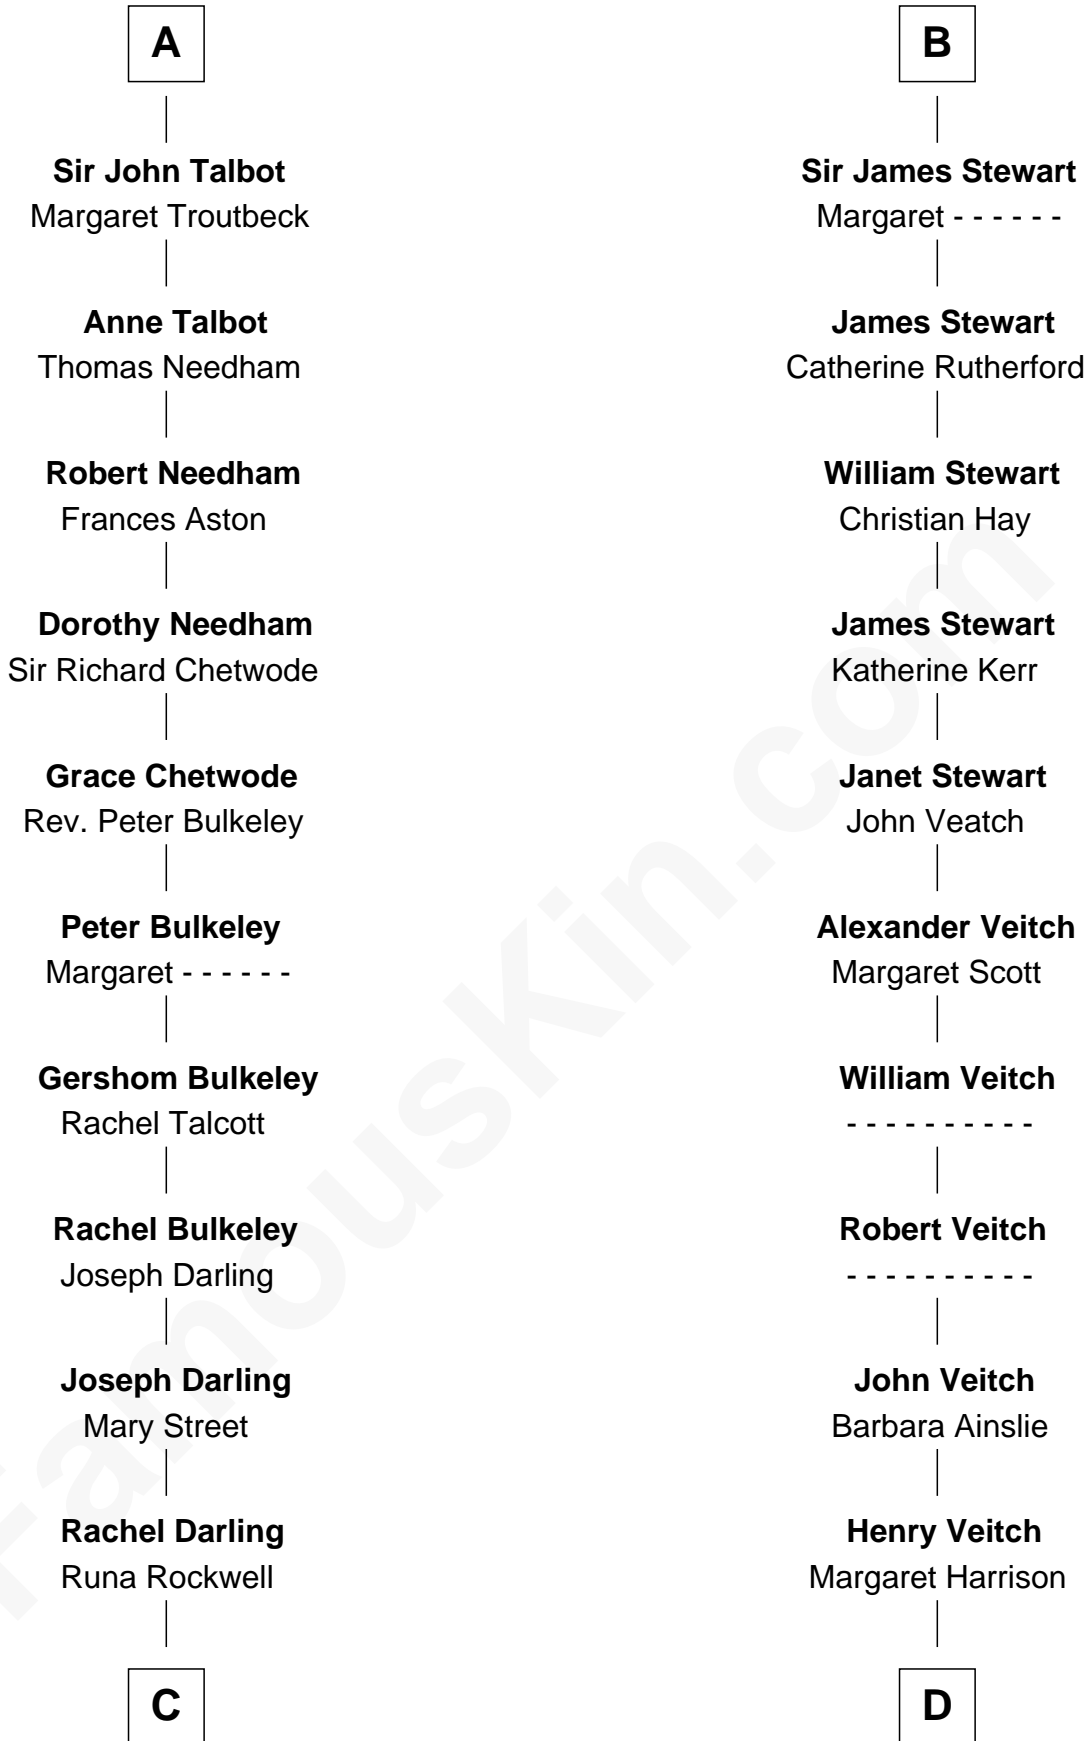 A
Sir John Talbot
Margaret Troutbeck
Anne Talbot
Thomas Needham
Robert Needham
Frances Aston
Dorothy Needham
Sir Richard Chetwode
Grace Chetwode
Rev. Peter Bulkeley
Peter Bulkeley
Margaret - - - - - -
Gershom Bulkeley
Rachel Talcott
Rachel Bulkeley
Joseph Darling
Joseph Darling
Mary Street
Rachel Darling
Runa Rockwell
C
B
Sir James Stewart
Margaret - - - - - -
James Stewart
Catherine Rutherford
William Stewart
Christian Hay
James Stewart
Katherine Kerr
Janet Stewart
John Veatch
Alexander Veitch
Margaret Scott
William Veitch
- - - - - - - - - -
Robert Veitch
- - - - - - - - - -
John Veitch
Barbara Ainslie
Henry Veitch
Margaret Harrison
D
FamousKin.com